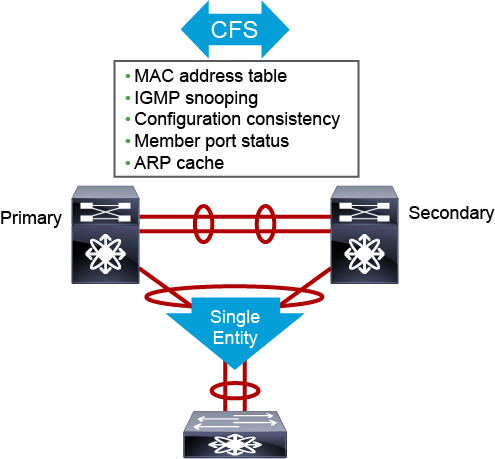 CFS
• MAC address table
• IGMP snooping
• Configuration consistency
• Member port status
• ARP cache
Primary
Secondary
Single
Entity